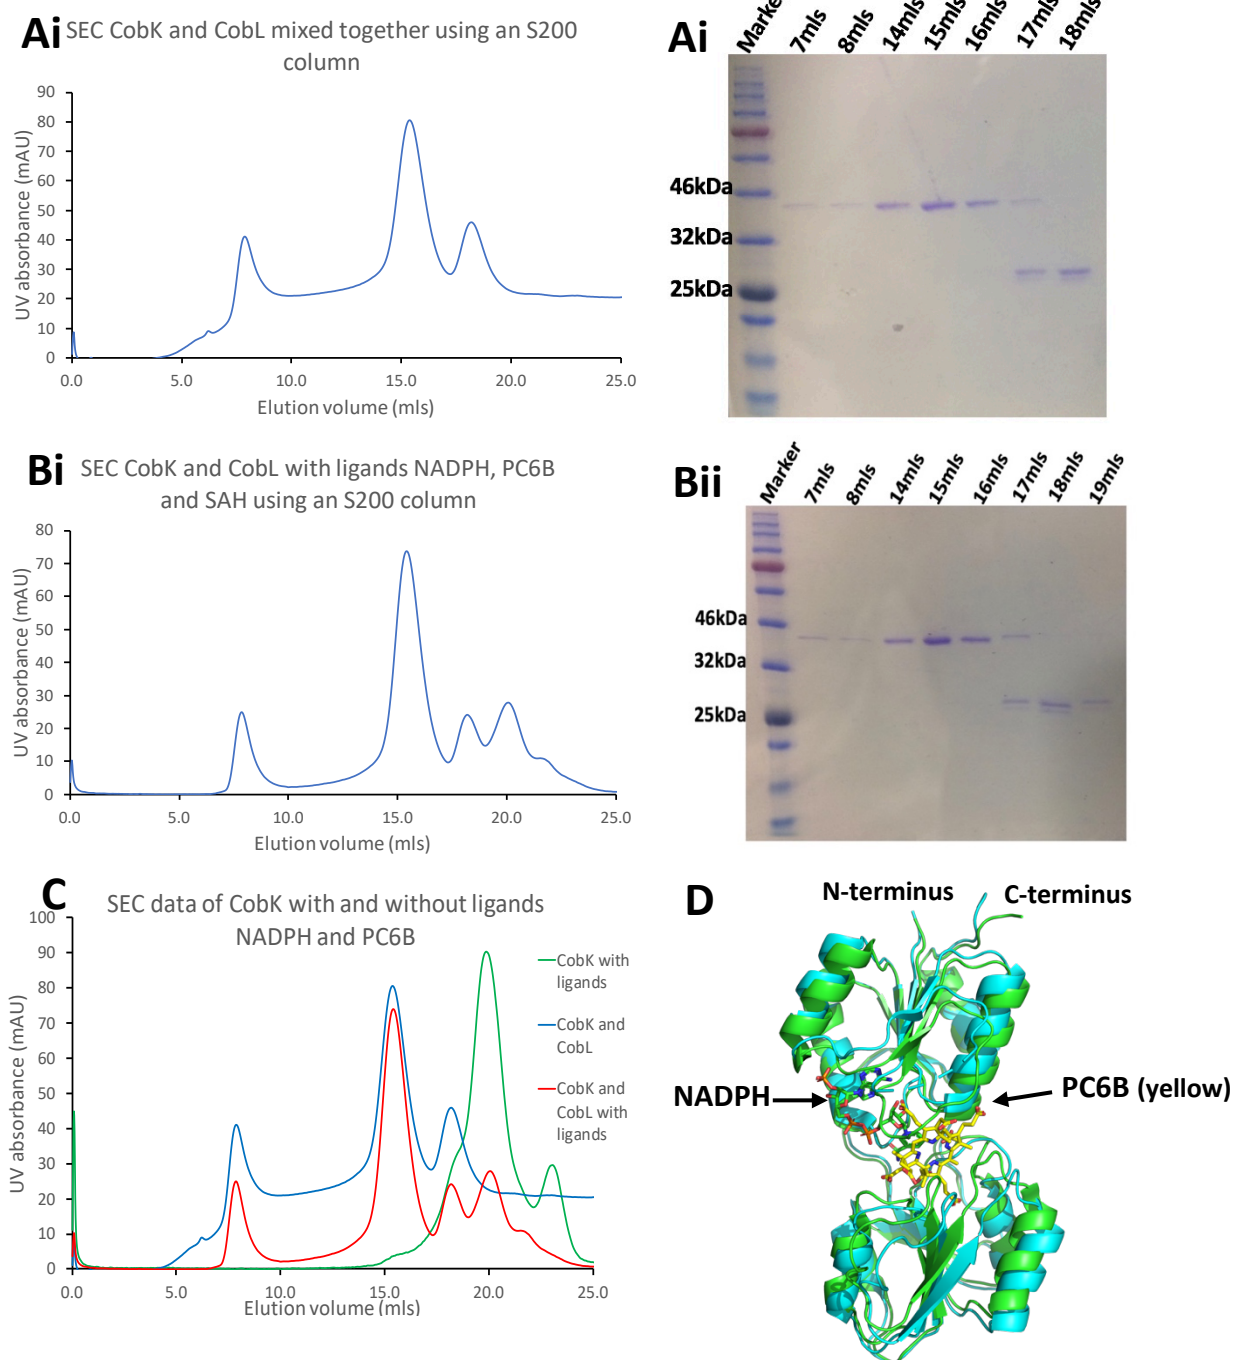 Ai
SEC CobK and CobL mixed together using an S200
column
UV absorbance (mAU)
90
80
70
60
50
40
30
20
10
0
0.0 5.0 10.0 15.0 20.0 25.0
Elution volume (mls)
Ai
Marker 7mls 8mls 14mls 15mls 16mls 17mls 18mls
46kDa
32kDa
25kDa
Bi
SEC CobK and CobL with ligands NADPH, PC6B
and SAH using an S200 column
UV absorbance (mAU)
80
70
60
50
40
30
20
10
0
0.0 5.0 10.0 15.0 20.0 25.0
Elution volume (mls)
Bii
Marker 7mls 8mls 14mls 15mls 16mls 17mls 18mls 19mls
46kDa
32kDa
25kDa
C
SEC data of CobK with and without ligands
NADPH and PC6B
UV absorbance (mAU)
100
90
80
70
60
50
40
30
20
10
0
0.0 5.0 10.0 15.0 20.0 25.0
Elution volume (mls)
CobK with
ligands
CobK and
CobL
CobK and
CobL with
ligands
D
N-terminus
C-terminus
NADPH
PC6B (yellow)